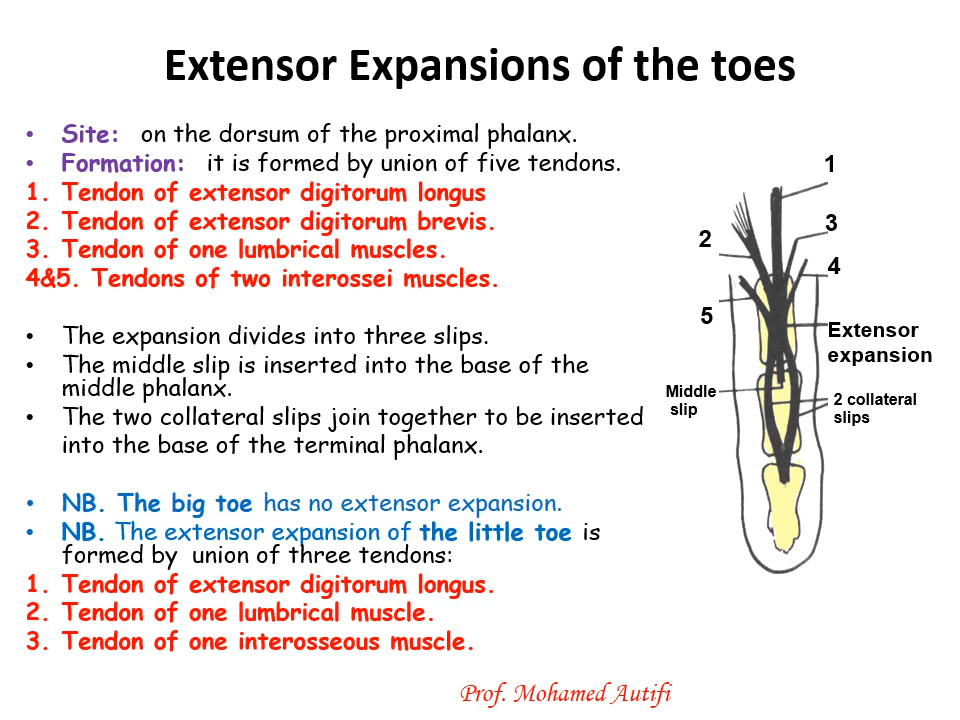 Extensor Expansions of the toes
• Site: on the dorsum of the proximal phalanx.
• Formation: it is formed by union of five tendons.
1. Tendon of extensor digitorum longus
2. Tendon of extensor digitorum brevis.
3. Tendon of one lumbrical muscles.
4&5. Tendons of two interossei muscles.
• The expansion divides into three slips.
• The middle slip is inserted into the base of the
middle phalanx.
• The two collateral slips join together to be inserted
into the base of the terminal phalanx.
• NB. The big toe has no extensor expansion.
• NB. The extensor expansion of the little toe is
formed by union of three tendons:
1. Tendon of extensor digitorum longus.
2. Tendon of one lumbrical muscle.
3. Tendon of one interosseous muscle.
1
2
3
4
5
Extensor
expansion
Middle
slip
2 collateral
slips
Prof. Mohamed Autifi